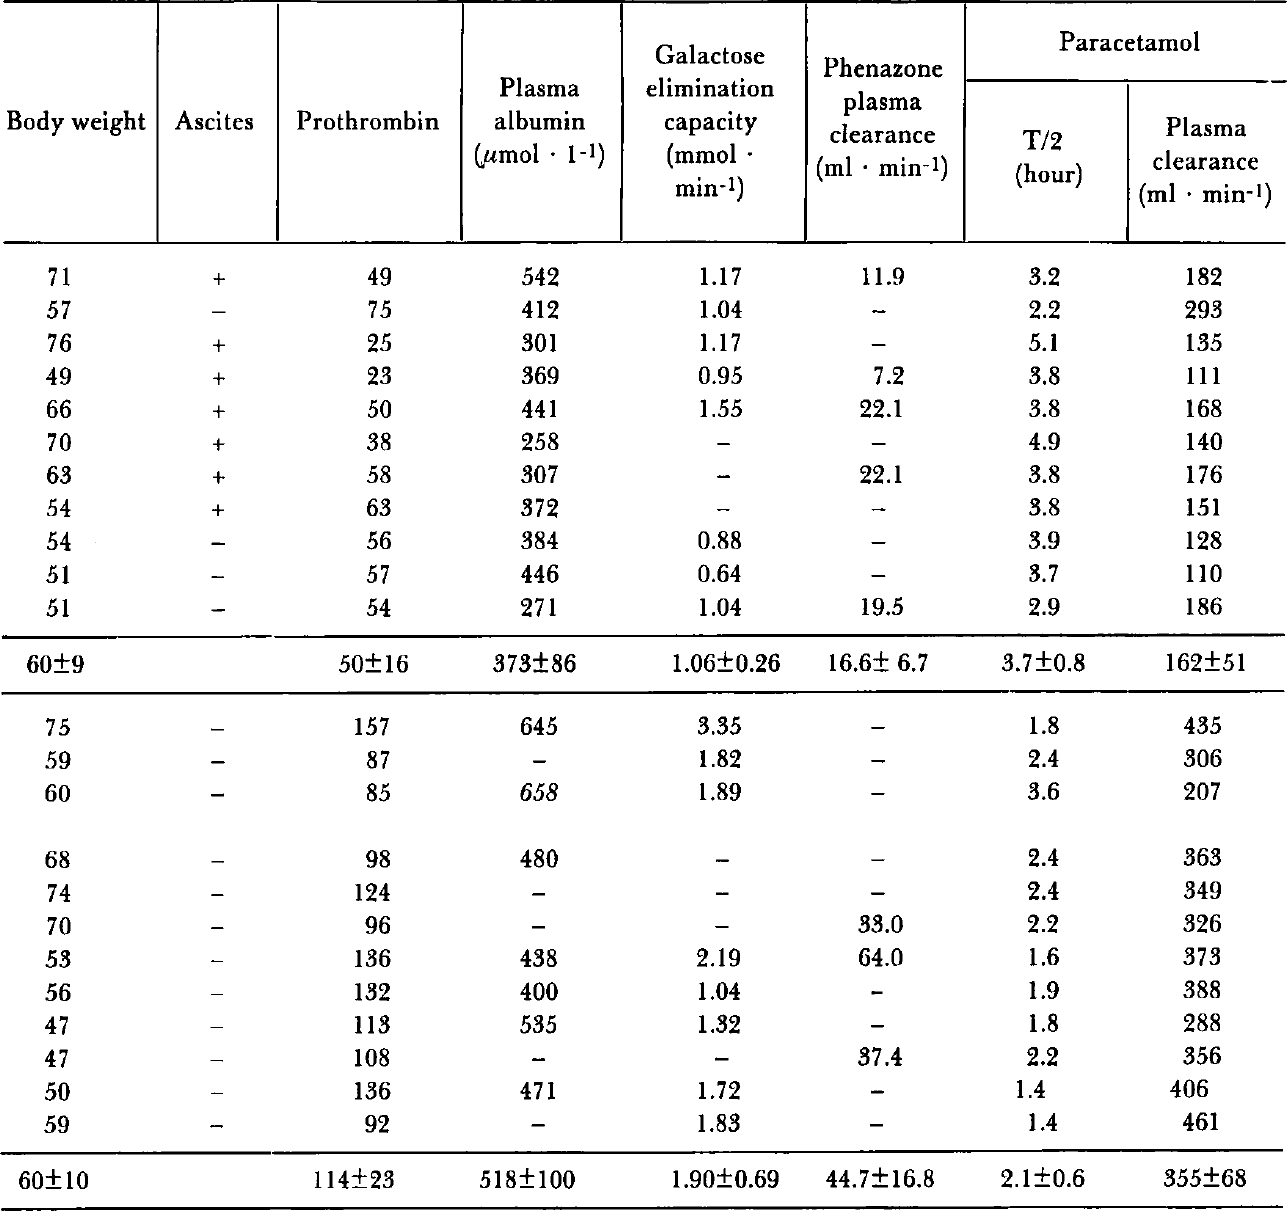 Body weight Ascites Prothrombin Plasma albumin (μmol · 1-¹) Galactose elimination capacity (mmol · min-¹) Phenazone plasma clearance (ml · min-¹) Paracetamol
T/2 (hour) Plasma clearance (ml · min-¹)
71 + 49 542 1.17 11.9 3.2 182
57 – 75 412 1.04 – 2.2 293
76 + 25 301 1.17 – 5.1 135
49 + 23 369 0.95 7.2 3.8 111
66 + 50 441 1.55 22.1 3.8 168
70 + 38 258 – – 4.9 140
63 + 58 307 – 22.1 3.8 176
54 + 63 372 – – 3.8 151
54 – 56 384 0.88 – 3.9 128
51 – 57 446 0.64 – 3.7 110
51 – 54 271 1.04 19.5 2.9 186
60±9 50±16 373±86 1.06±0.26 16.6± 6.7 3.7±0.8 162±51
75 – 157 645 3.35 – 1.8 435
59 – 87 – 1.82 – 2.4 306
60 – 85 658 1.89 – 3.6 207
68 – 98 480 – – 2.4 363
74 – 124 – – – 2.4 349
70 – 96 – – 33.0 2.2 326
53 – 136 438 2.19 64.0 1.6 373
56 – 132 400 1.04 – 1.9 388
47 – 113 535 1.32 – 1.8 288
47 – 108 – – 37.4 2.2 356
50 – 136 471 1.72 – 1.4 406
59 – 92 – 1.83 – 1.4 461
60±10 114±23 518±100 1.90±0.69 44.7±16.8 2.1±0.6 355±68